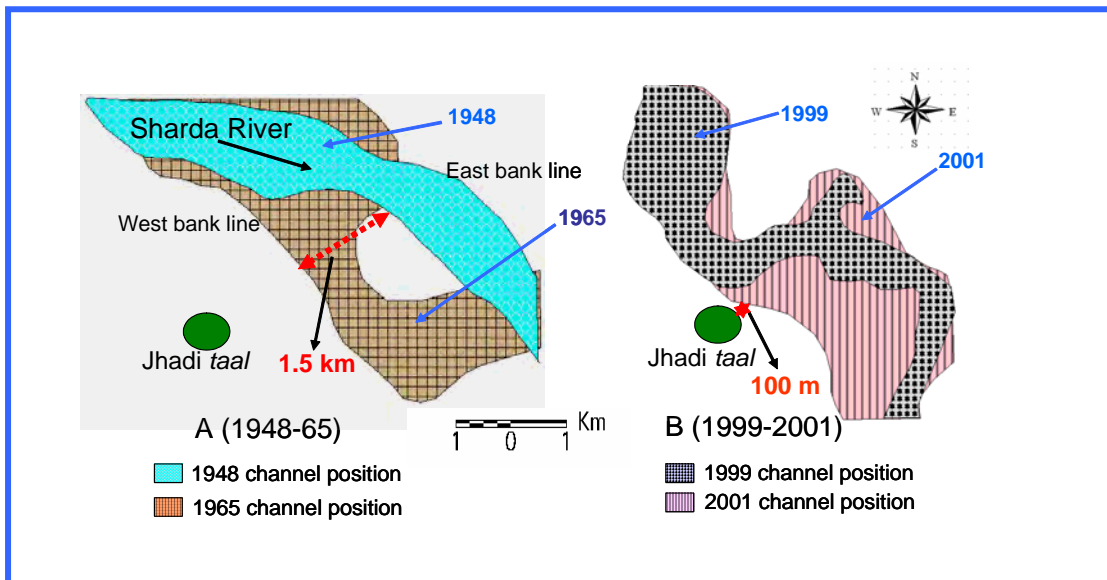 Sharda River
1948
East bank line
West bank line
1965
Jhadi taal
1.5 km
A (1948-65)
1948 channel position
1965 channel position
Km
1 0 1
N
W E
S
1999
2001
Jhadi taal
100 m
B (1999-2001)
1999 channel position
2001 channel position